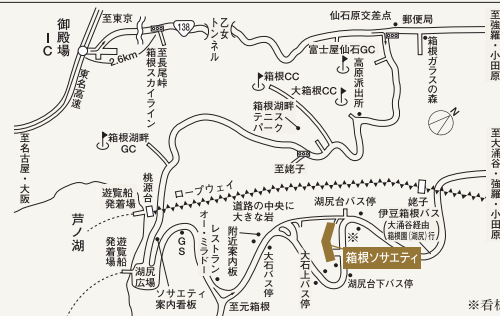 至東京
御殿場
IC
2.6km
東名高速
至名古屋・大阪
至長尾峠
箱根スカイライン
138
乙女
トンネル
仙石原交差点
郵便局
至強羅・小田原
富士屋仙石GC
高原派出所
箱根ガラスの森
箱根CC
大箱根CC
箱根湖畔
テニス
パーク
N
箱根湖畔
GC
至姥子
至大涌谷・強羅・小田原
桃源台
ロープウェイ
遊覧船
発着場
芦ノ湖
遊覧船
発着場
湖尻
広場
GS
ソサエティ
案内看板
レストラン
オー・ミラドー
附近案内板
道路の中央に
大きな岩
至元箱根
大石バス停
大石上バス停
湖尻台バス停
姥子
伊豆箱根バス
大涌谷経由
箱根園(湖尻)行
※
箱根ソサエティ
湖尻台下バス停
※看板